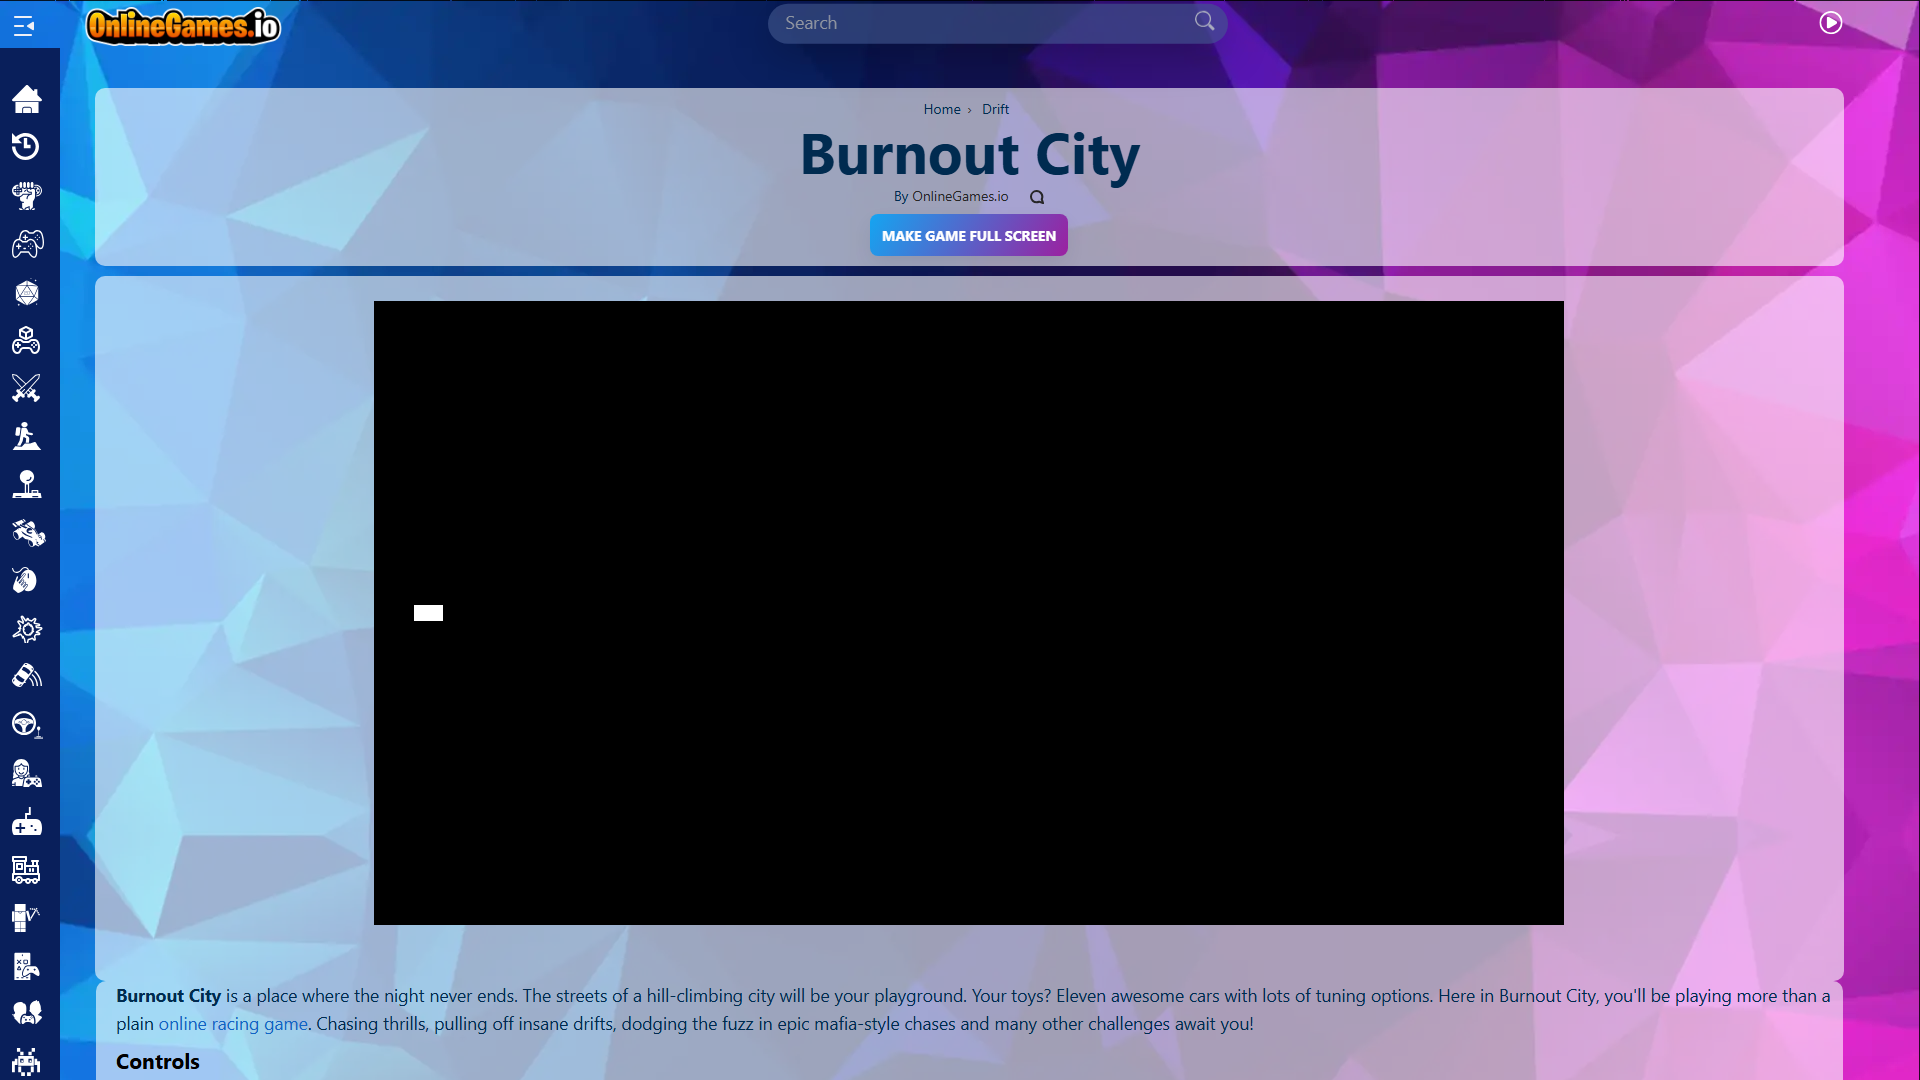 OnlineGames.io
Search
Home › Drift
Burnout City
By OnlineGames.io
MAKE GAME FULL SCREEN
Burnout City is a place where the night never ends. The streets of a hill-climbing city will be your playground. Your toys? Eleven awesome cars with lots of tuning options. Here in Burnout City, you'll be playing more than a
plain online racing game. Chasing thrills, pulling off insane drifts, dodging the fuzz in epic mafia-style chases and many other challenges await you!
Controls